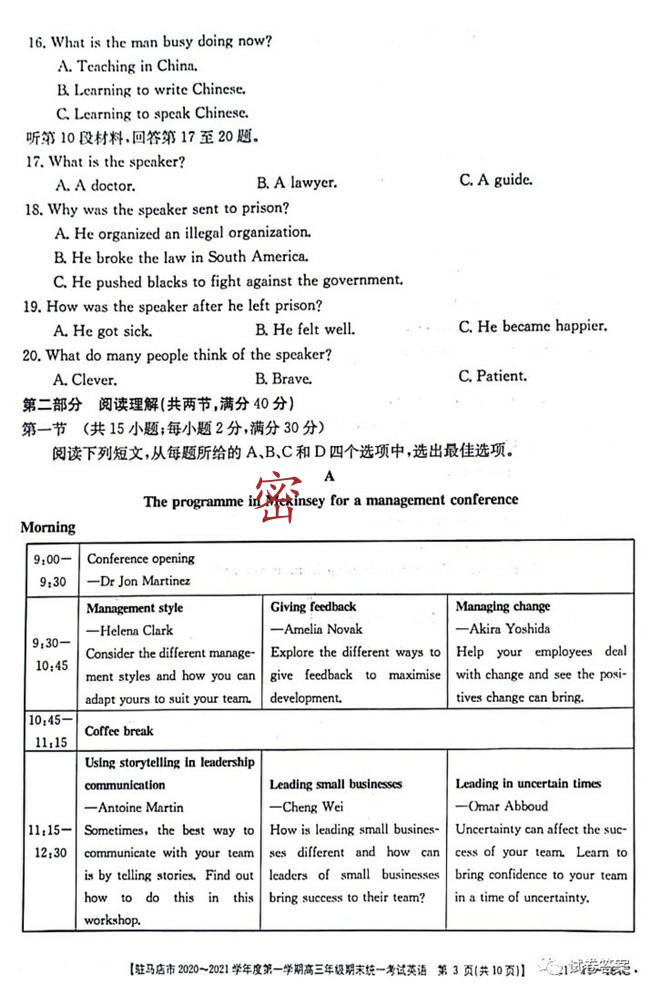 16. What is the man busy doing now?
A. Teaching in China.
B. Learning to write Chinese.
C. Learning to speak Chinese.
听第10段材料,回答第17至20题。
17. What is the speaker?
A. A doctor. B. A lawyer. C. A guide.
18. Why was the speaker sent to prison?
A. He organized an illegal organization.
B. He broke the law in South America.
C. He pushed blacks to fight against the government.
19. How was the speaker after he left prison?
A. He got sick. B. He felt well. C. He became happier.
20. What do many people think of the speaker?
A. Clever. B. Brave. C. Patient.
第二部分 阅读理解(共两节,满分40分)
第一节 (共15小题;每小题2分,满分30分)
阅读下列短文,从每题所给的A、B、C和D四个选项中,选出最佳选项。
A
The programme in Mckinsey for a management conference
密
Morning
9:00—
9:30
Conference opening
—Dr Jon Martinez
9:30—
10:45
Management style
—Helena Clark
Consider the different manage-
ment styles and how you can
adapt yours to suit your team.
Giving feedback
—Amelia Novak
Explore the different ways to
give feedback to maximise
development.
Managing change
—Akira Yoshida
Help your employees deal
with change and see the posi-
tives change can bring.
10:45—
11:15
Coffee break
11:15—
12:30
Using storytelling in leadership
communication
—Antoine Martin
Sometimes, the best way to
communicate with your team
is by telling stories. Find out
how to do this in this
workshop.
Leading small businesses
—Cheng Wei
How is leading small busines-
ses different and how can
leaders of small businesses
bring success to their team?
Leading in uncertain times
—Omar Abboud
Uncertainty can affect the suc-
cess of your team. Learn to
bring confidence to your team
in a time of uncertainty.
【驻马店市2020~2021学年度第一学期高三年级期末统一考试英语 第3页(共10页)】
试卷答案